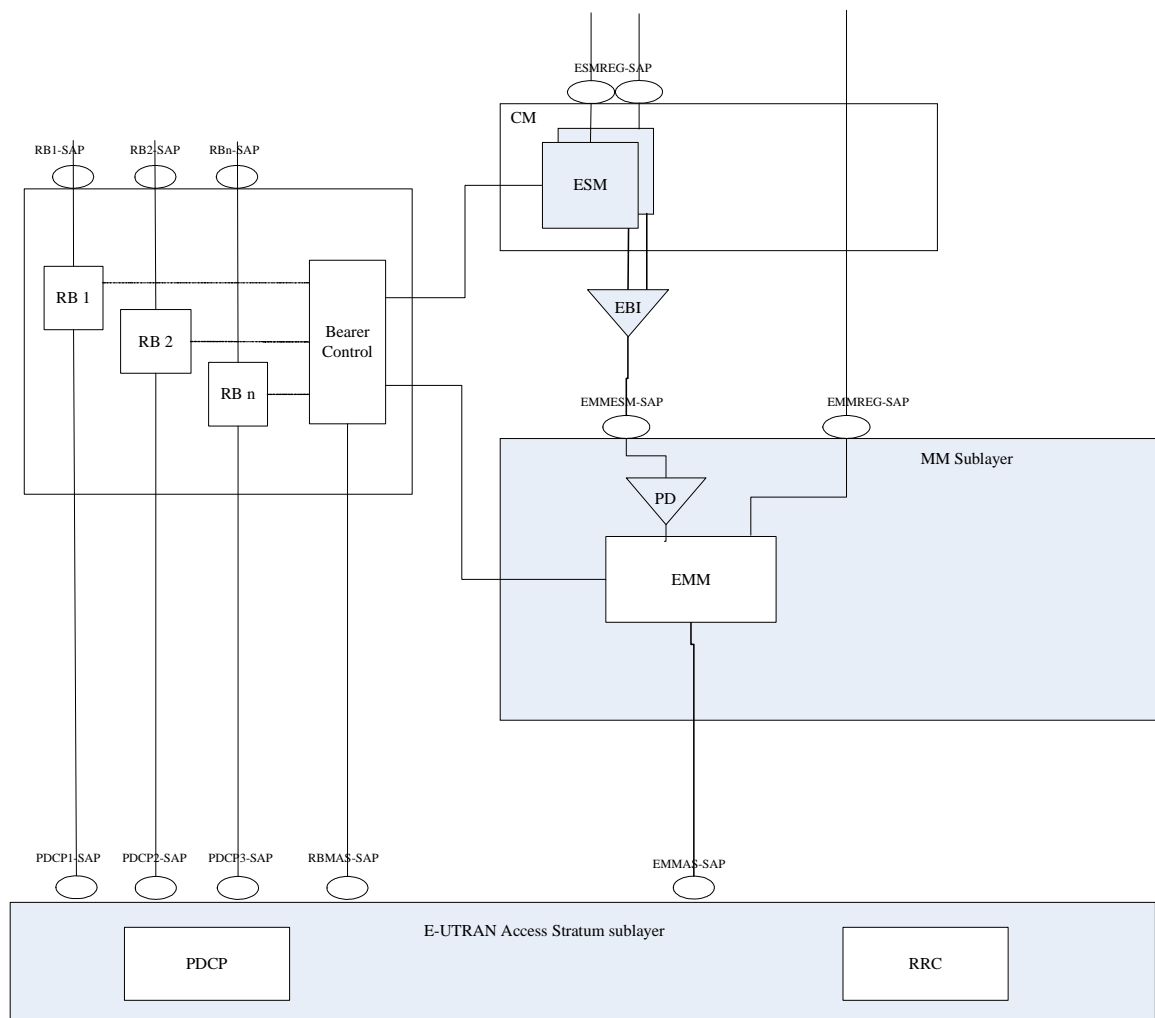 ESMREG-SAP
CM
RB1-SAP
RB2-SAP
RBn-SAP
ESM
RB 1
RB 2
RB n
Bearer
Control
EBI
EMMESM-SAP
EMMREG-SAP
MM Sublayer
PD
EMM
PDCP1-SAP
PDCP2-SAP
PDCP3-SAP
RBMAS-SAP
EMMAS-SAP
E-UTRAN Access Stratum sublayer
PDCP
RRC